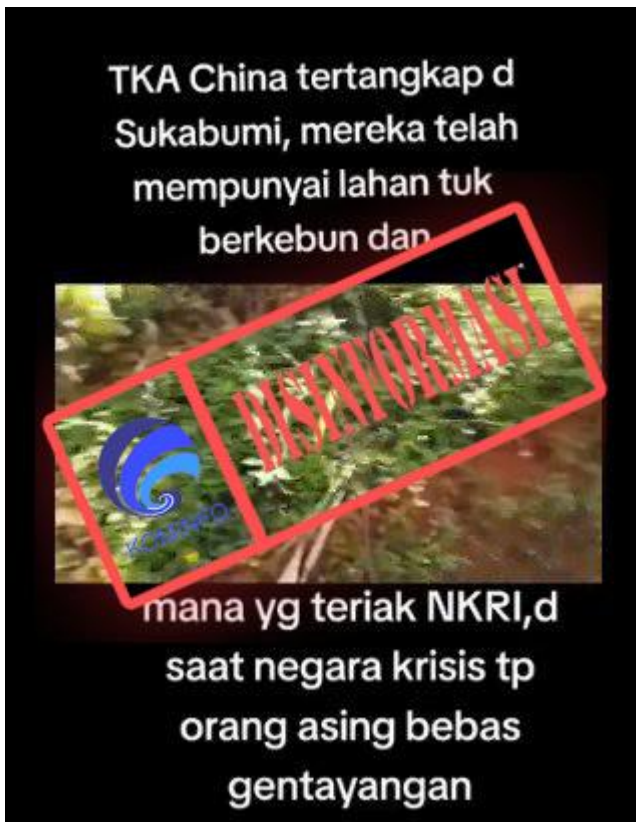 TKA China tertangkap d
Sukabumi, mereka telah
mempunyai lahan tuk
berkebun dan
DISINFORMASI
KOMINFO
mana yg teriak NKRI,d
saat negara krisis tp
orang asing bebas
gentayangan